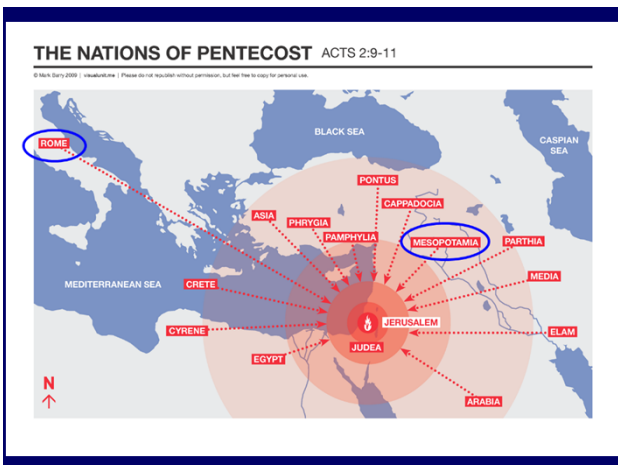 THE NATIONS OF PENTECOST ACTS 2:9-11
© Mark Barry 2009 | visualunit.me | Please do not republish without permission, but feel free to copy for personal use.
BLACK SEA
CASPIAN
SEA
ROME
PONTUS
CAPPADOCIA
ASIA
PHRYGIA
PAMPHYLIA
MESOPOTAMIA
PARTHIA
MEDIA
MEDITERRANEAN SEA
CRETE
JERUSALEM
CYRENE
ELAM
JUDEA
EGYPT
N
ARABIA